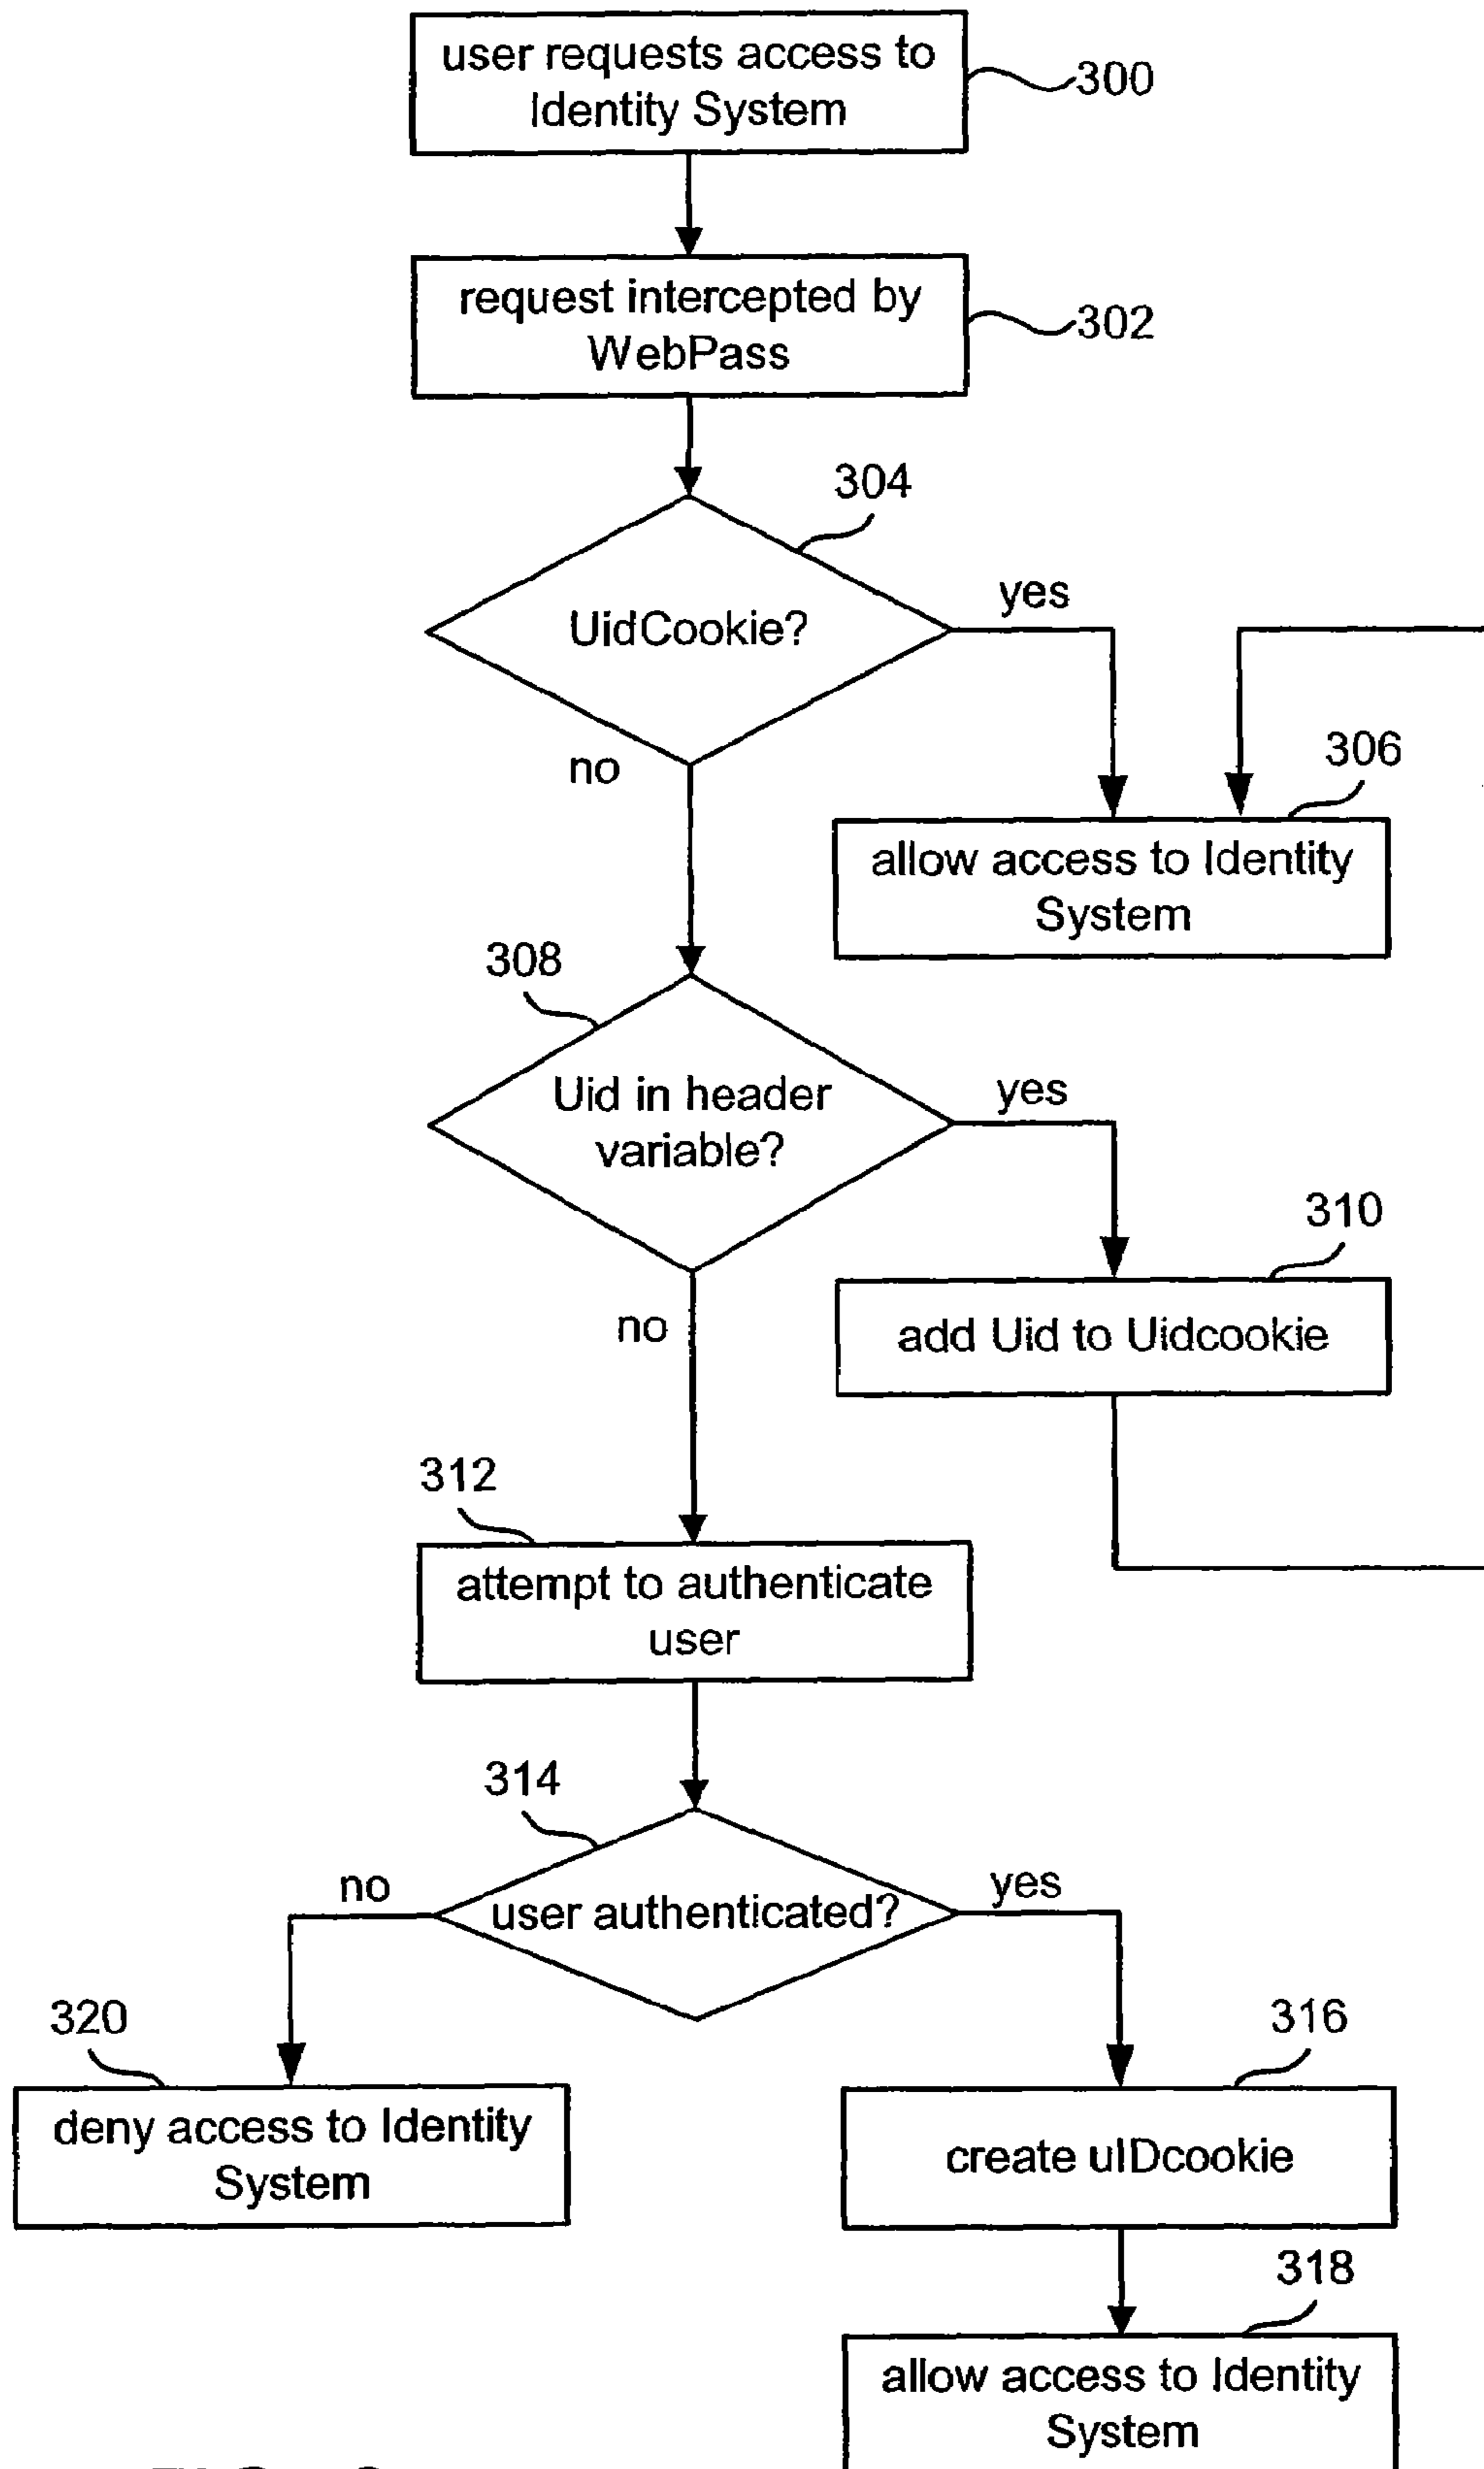 user requests access to
Identity System
300
request intercepted by
WebPass
302
304
UidCookie?
yes
no
306
allow access to Identity
System
308
Uid in header
variable?
yes
no
310
add Uid to Uidcookie
312
attempt to authenticate
user
314
user authenticated?
no
yes
320
deny access to Identity
System
316
create uIDcookie
318
allow access to Identity
System